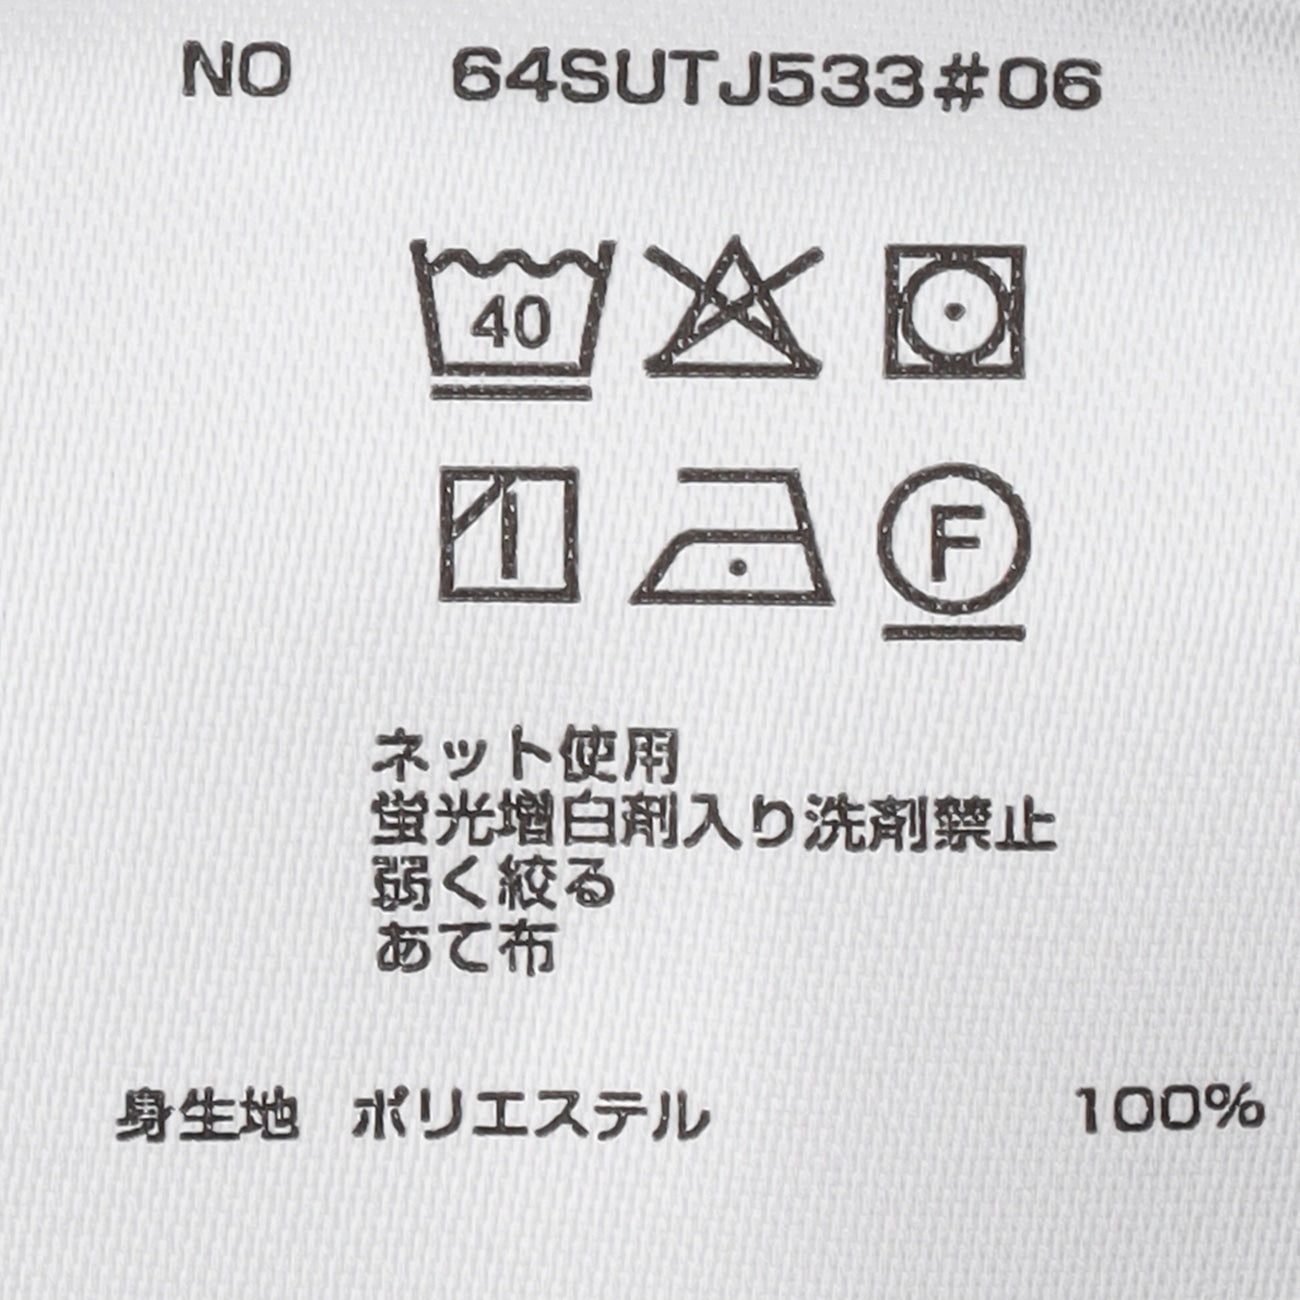 NO 64SUTJ533#06
40
F
ネット使用
蛍光増白剤入り洗剤禁止
弱く絞る
あて布
身生地 ポリエステル 100%